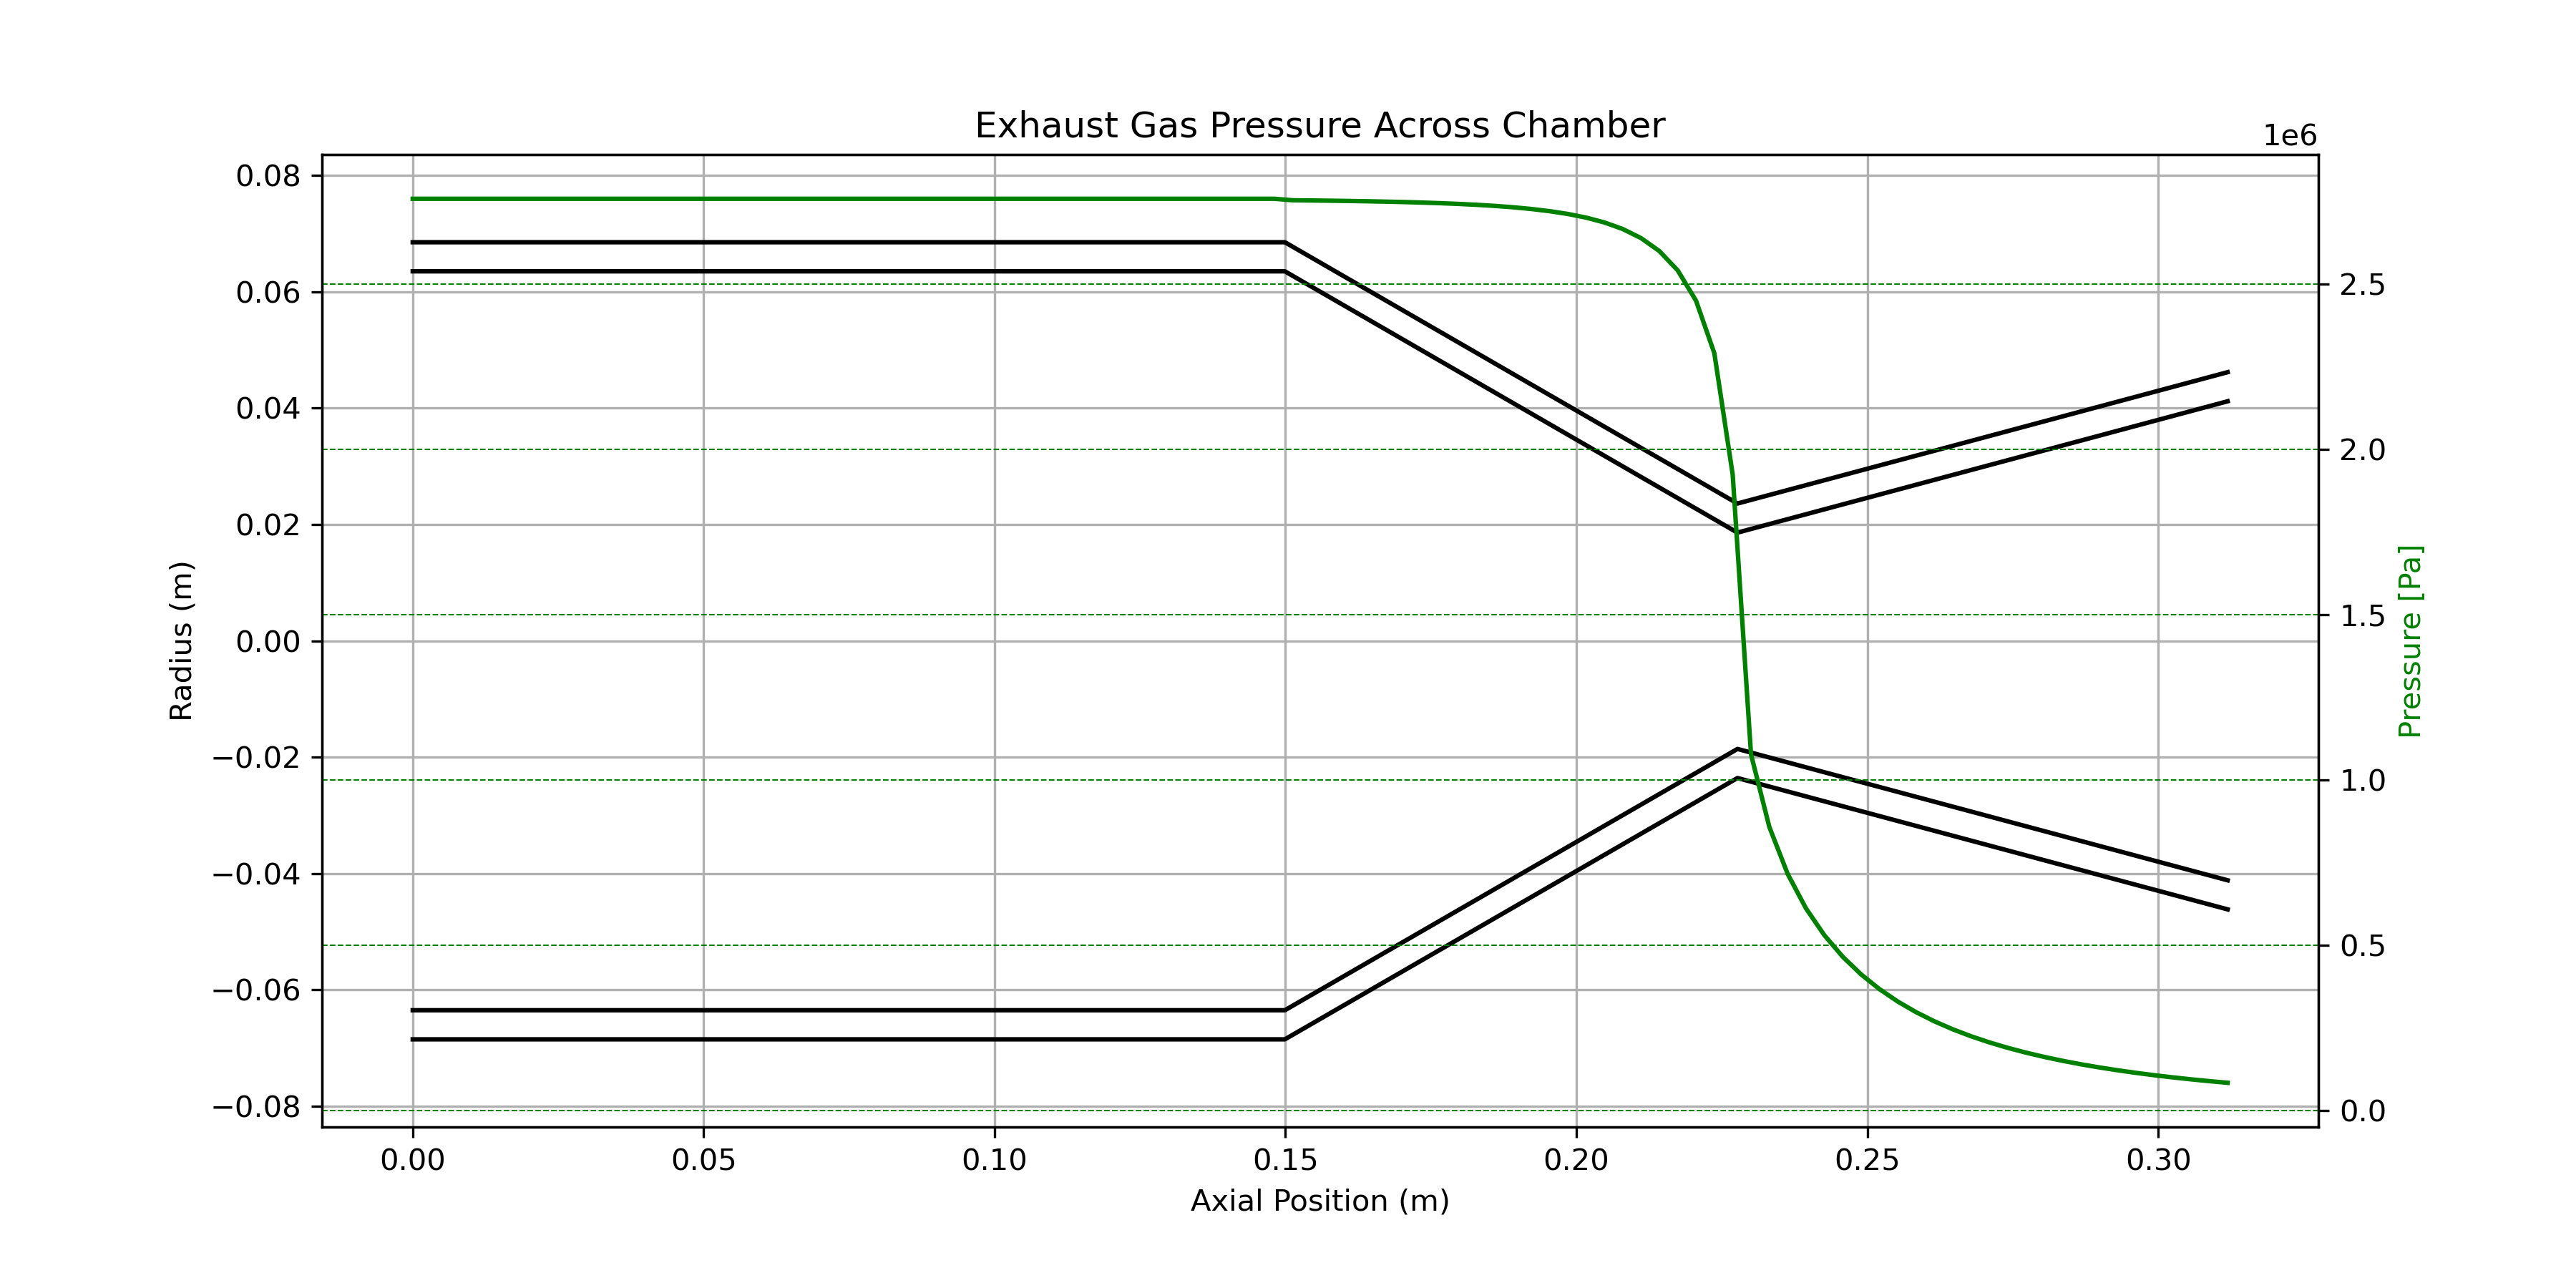 Exhaust Gas Pressure Across Chamber
1e6
0.08
0.06
0.04
0.02
0.00
−0.02
−0.04
−0.06
−0.08
Radius (m)
2.5
2.0
1.5
1.0
0.5
0.0
Pressure [Pa]
0.00 0.05 0.10 0.15 0.20 0.25 0.30
Axial Position (m)